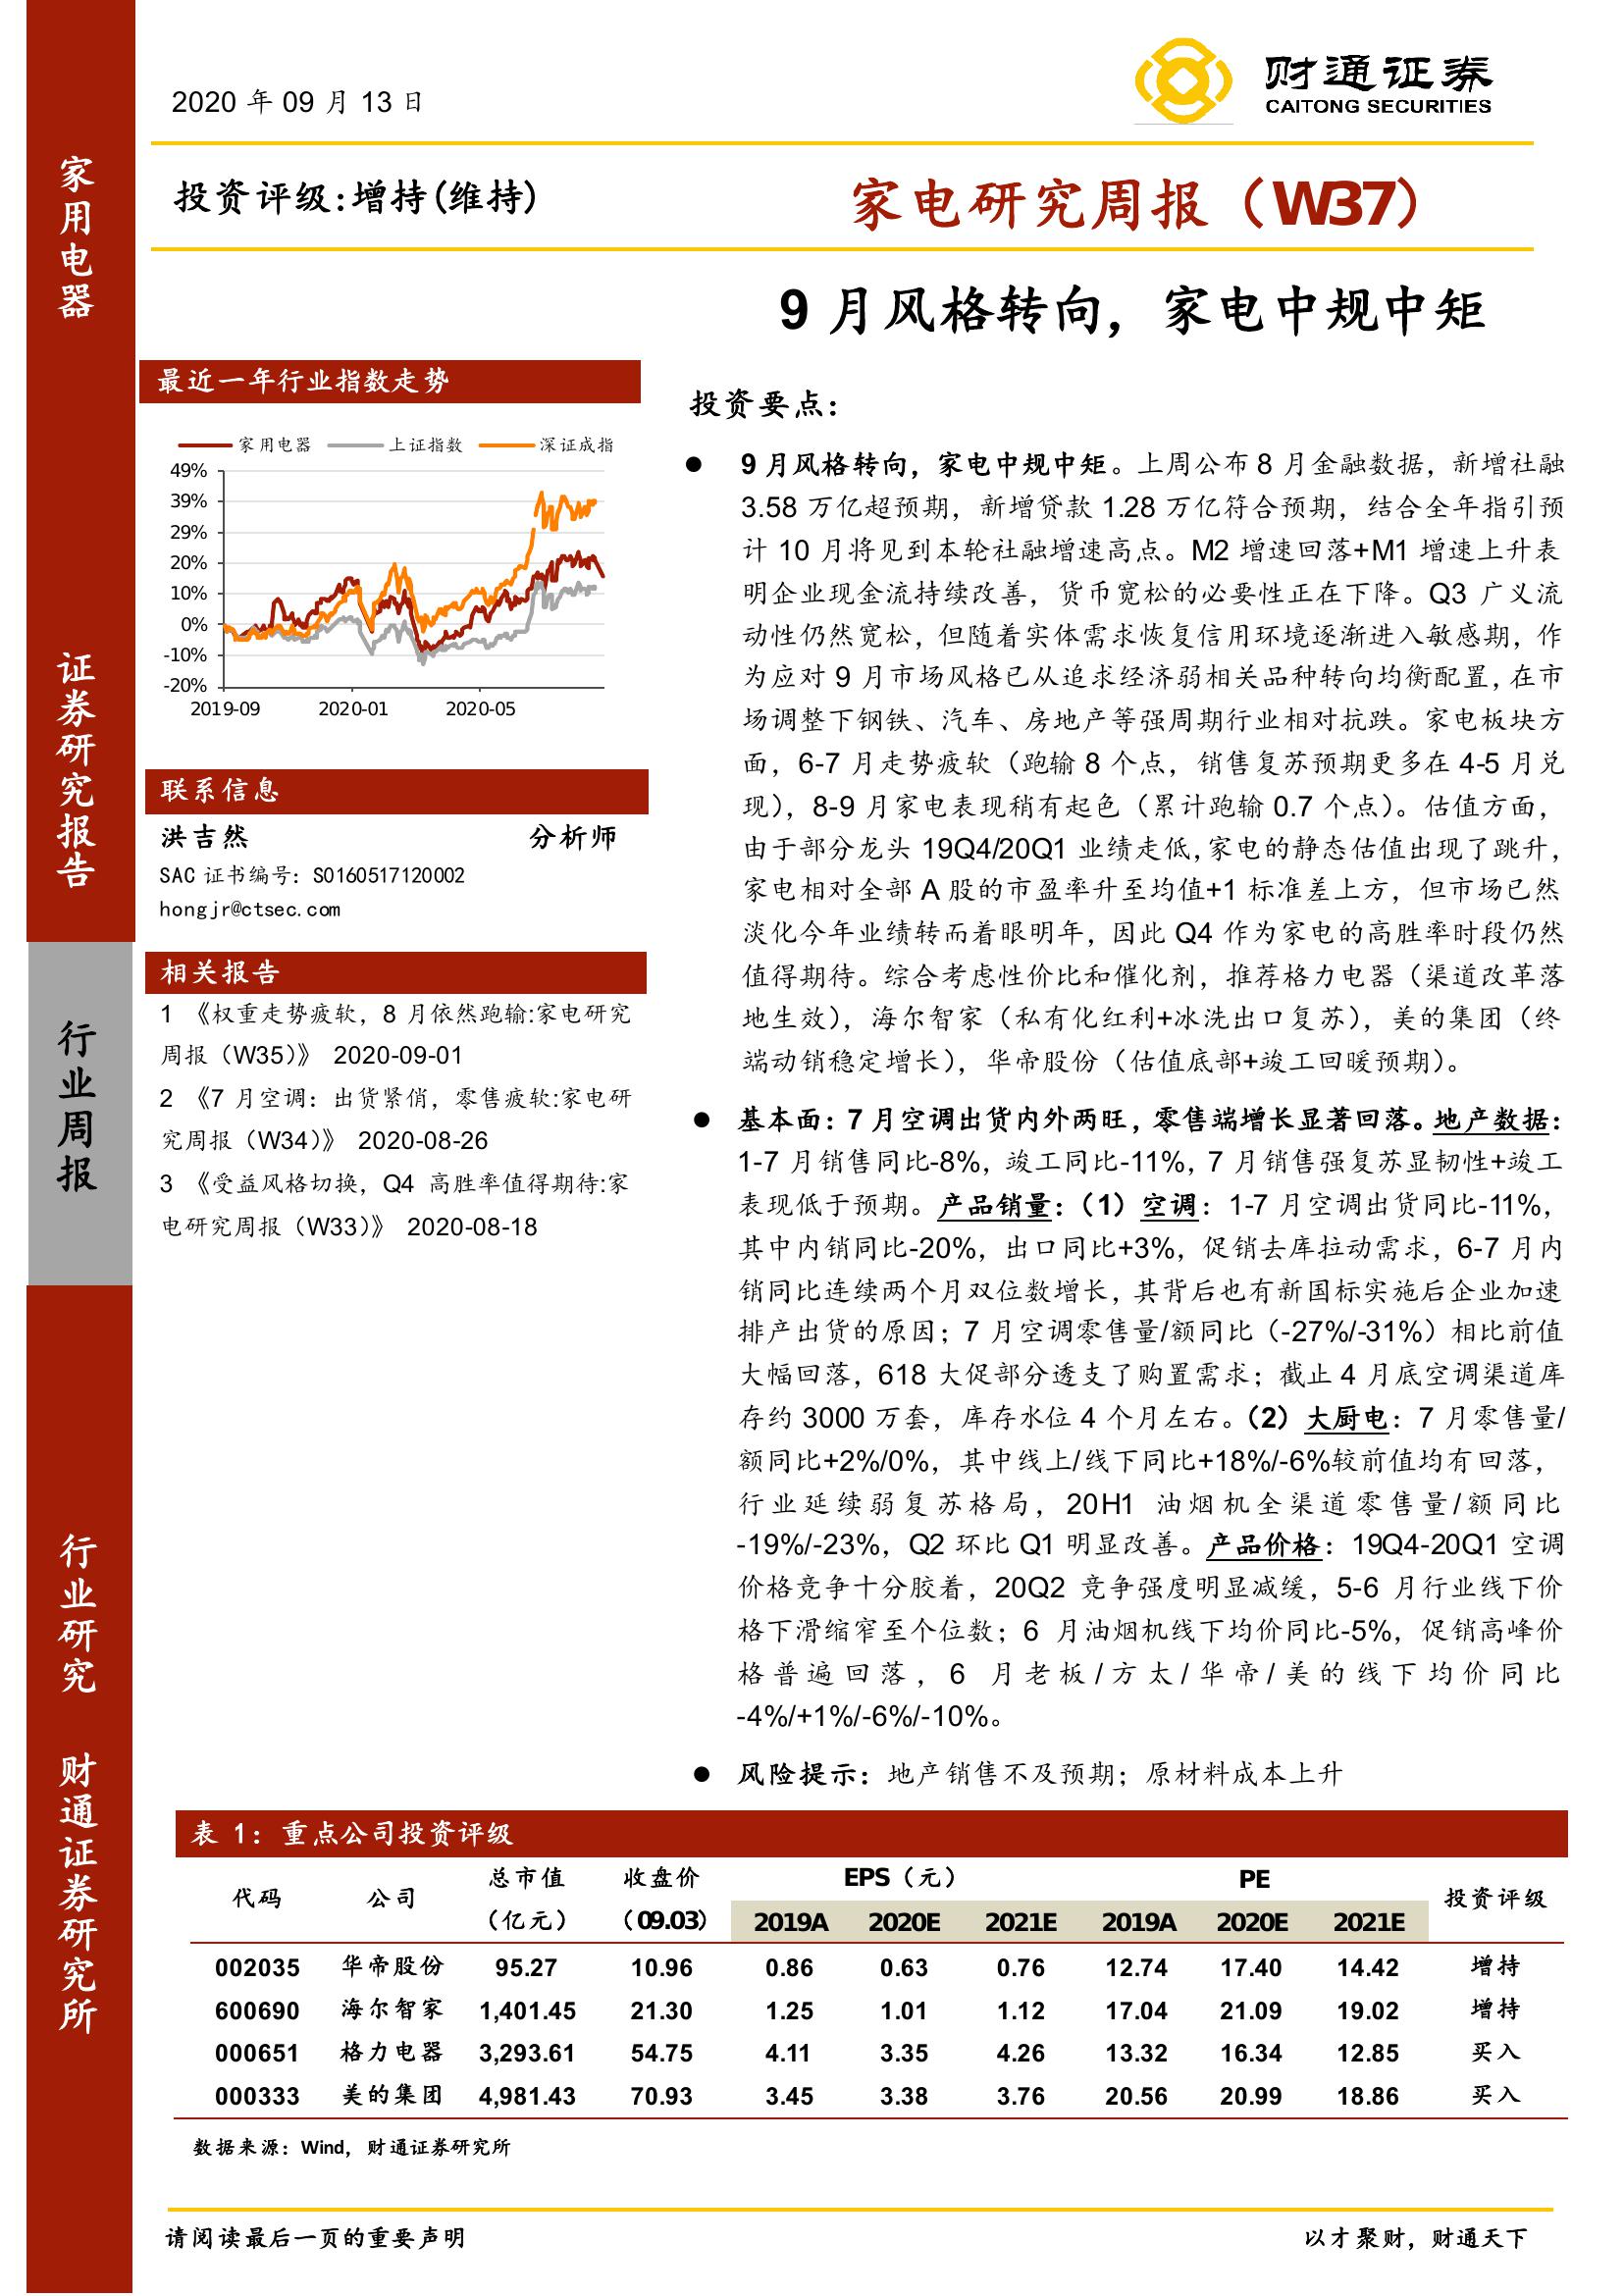 2020 年 09 月 13 日
财通证券
CAITONG SECURITIES
投资评级:增持(维持)
家电研究周报（W37）
9 月风格转向，家电中规中矩
家用电器
证券研究报告
行业周报
行业研究
财通证券研究所
最近一年行业指数走势
家用电器 上证指数 深证成指
49%
39%
29%
20%
10%
0%
-10%
-20%
2019-09 2020-01 2020-05
联系信息
洪吉然 分析师
SAC 证书编号：S0160517120002
hongjr@ctsec.com
相关报告
1 《权重走势疲软，8 月依然跑输:家电研究
周报（W35）》 2020-09-01
2 《7 月空调：出货紧俏，零售疲软:家电研
究周报（W34）》 2020-08-26
3 《受益风格切换，Q4 高胜率值得期待:家
电研究周报（W33）》 2020-08-18
投资要点：
● 9 月风格转向，家电中规中矩。上周公布 8 月金融数据，新增社融
3.58 万亿超预期，新增贷款 1.28 万亿符合预期，结合全年指引预
计 10 月将见到本轮社融增速高点。M2 增速回落+M1 增速上升表
明企业现金流持续改善，货币宽松的必要性正在下降。Q3 广义流
动性仍然宽松，但随着实体需求恢复信用环境逐渐进入敏感期，作
为应对 9 月市场风格已从追求经济弱相关品种转向均衡配置，在市
场调整下钢铁、汽车、房地产等强周期行业相对抗跌。家电板块方
面，6-7 月走势疲软（跑输 8 个点，销售复苏预期更多在 4-5 月兑
现），8-9 月家电表现稍有起色（累计跑输 0.7 个点）。估值方面，
由于部分龙头 19Q4/20Q1 业绩走低，家电的静态估值出现了跳升，
家电相对全部 A 股的市盈率升至均值+1 标准差上方，但市场已然
淡化今年业绩转而着眼明年，因此 Q4 作为家电的高胜率时段仍然
值得期待。综合考虑性价比和催化剂，推荐格力电器（渠道改革落
地生效），海尔智家（私有化红利+冰洗出口复苏），美的集团（终
端动销稳定增长），华帝股份（估值底部+竣工回暖预期）。
● 基本面：7 月空调出货内外两旺，零售端增长显著回落。地产数据：
1-7 月销售同比-8%，竣工同比-11%，7 月销售强复苏显韧性+竣工
表现低于预期。产品销量：（1）空调：1-7 月空调出货同比-11%，
其中内销同比-20%，出口同比+3%，促销去库拉动需求，6-7 月内
销同比连续两个月双位数增长，其背后也有新国标实施后企业加速
排产出货的原因；7 月空调零售量/额同比（-27%/-31%）相比前值
大幅回落，618 大促部分透支了购置需求；截止 4 月底空调渠道库
存约 3000 万套，库存水位 4 个月左右。（2）大厨电：7 月零售量/
额同比+2%/0%，其中线上/线下同比+18%/-6%较前值均有回落，
行业延续弱复苏格局，20H1 油烟机全渠道零售量/额同比
-19%/-23%，Q2 环比 Q1 明显改善。产品价格：19Q4-20Q1 空调
价格竞争十分胶着，20Q2 竞争强度明显减缓，5-6 月行业线下价
格下滑缩窄至个位数；6 月油烟机线下均价同比-5%，促销高峰价
格普遍回落，6 月老板/方太/华帝/美的线下均价同比
-4%/+1%/-6%/-10%。
● 风险提示：地产销售不及预期；原材料成本上升
表 1：重点公司投资评级
代码 公司 总市值（亿元） 收盘价（09.03） EPS（元） PE 投资评级
2019A 2020E 2021E 2019A 2020E 2021E
002035 华帝股份 95.27 10.96 0.86 0.63 0.76 12.74 17.40 14.42 增持
600690 海尔智家 1,401.45 21.30 1.25 1.01 1.12 17.04 21.09 19.02 增持
000651 格力电器 3,293.61 54.75 4.11 3.35 4.26 13.32 16.34 12.85 买入
000333 美的集团 4,981.43 70.93 3.45 3.38 3.76 20.56 20.99 18.86 买入
数据来源：Wind，财通证券研究所
请阅读最后一页的重要声明
以才聚财，财通天下